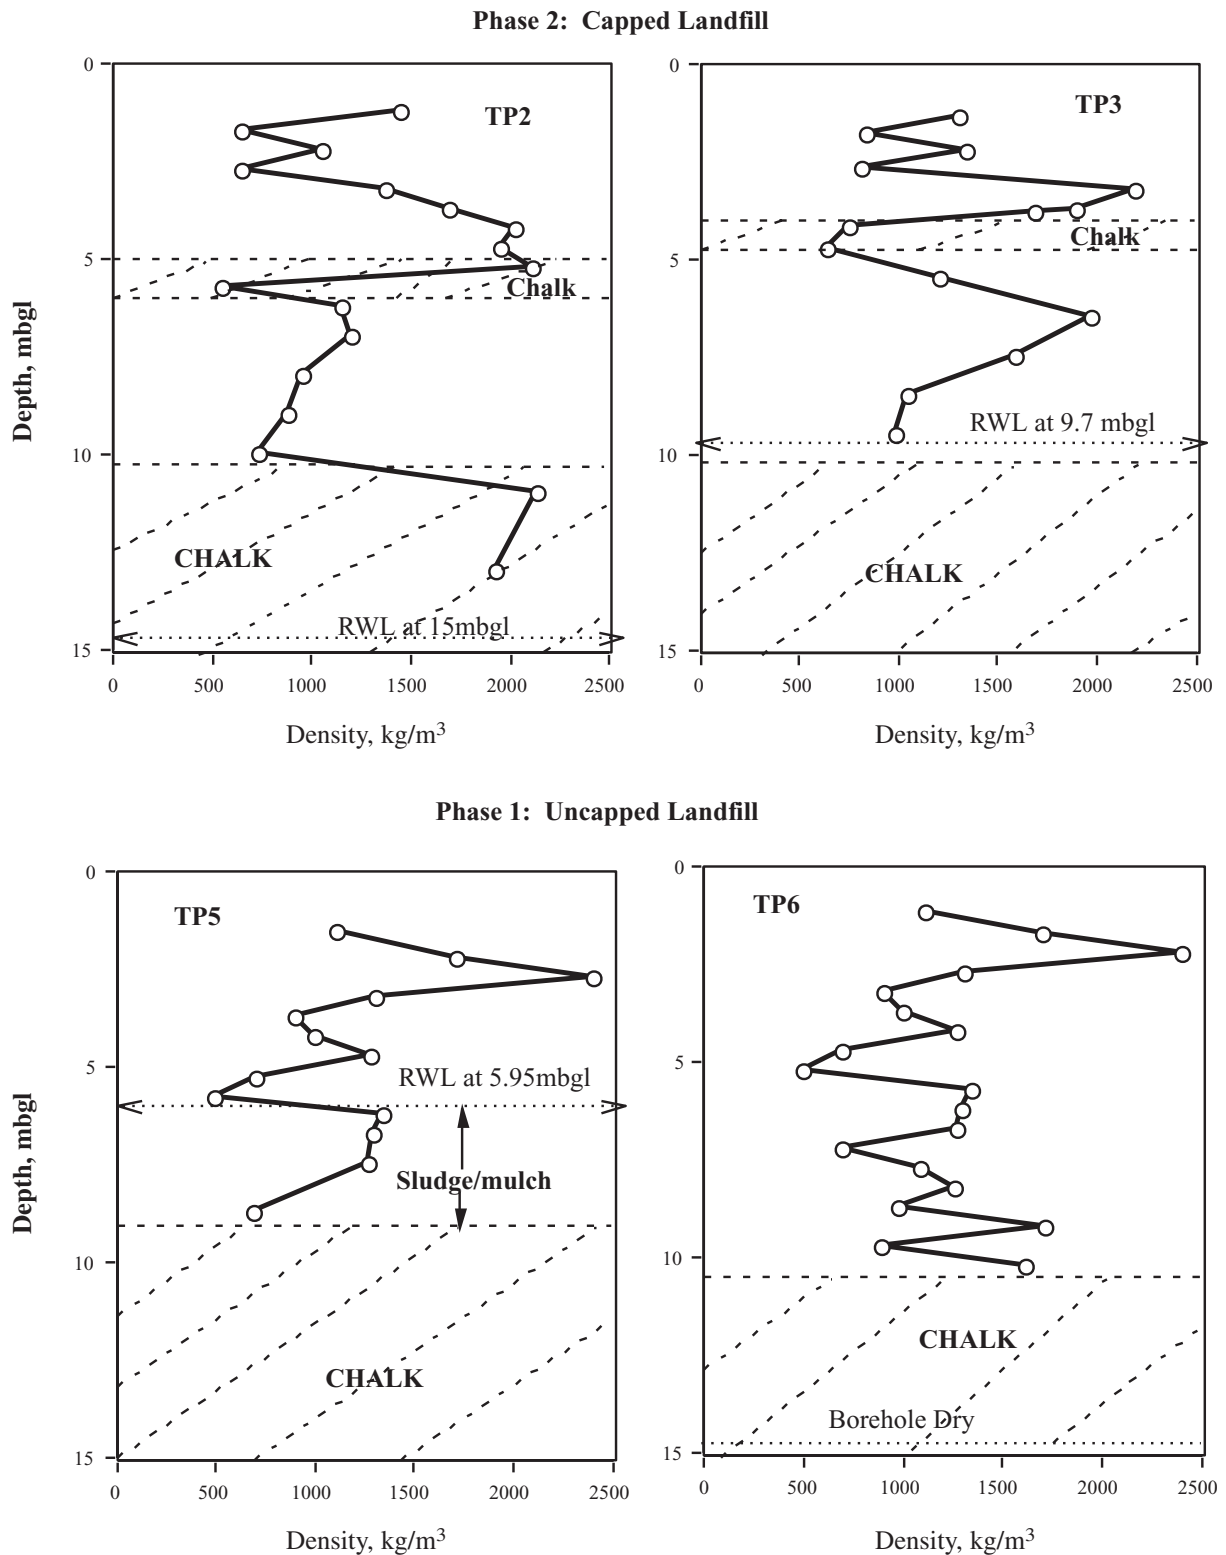 Phase 2: Capped Landfill
0
TP2
5
Chalk
10
CHALK
RWL at 15mbgl
15
0 500 1000 1500 2000 2500
Density, kg/m3
Depth, mbgl
0
TP3
Chalk
5
RWL at 9.7 mbgl
10
CHALK
15
0 500 1000 1500 2000 2500
Density, kg/m3
Phase 1: Uncapped Landfill
0
TP5
5
RWL at 5.95mbgl
Sludge/mulch
10
CHALK
15
0 500 1000 1500 2000 2500
Density, kg/m3
Depth, mbgl
0
TP6
5
10
CHALK
Borehole Dry
15
0 500 1000 1500 2000 2500
Density, kg/m3